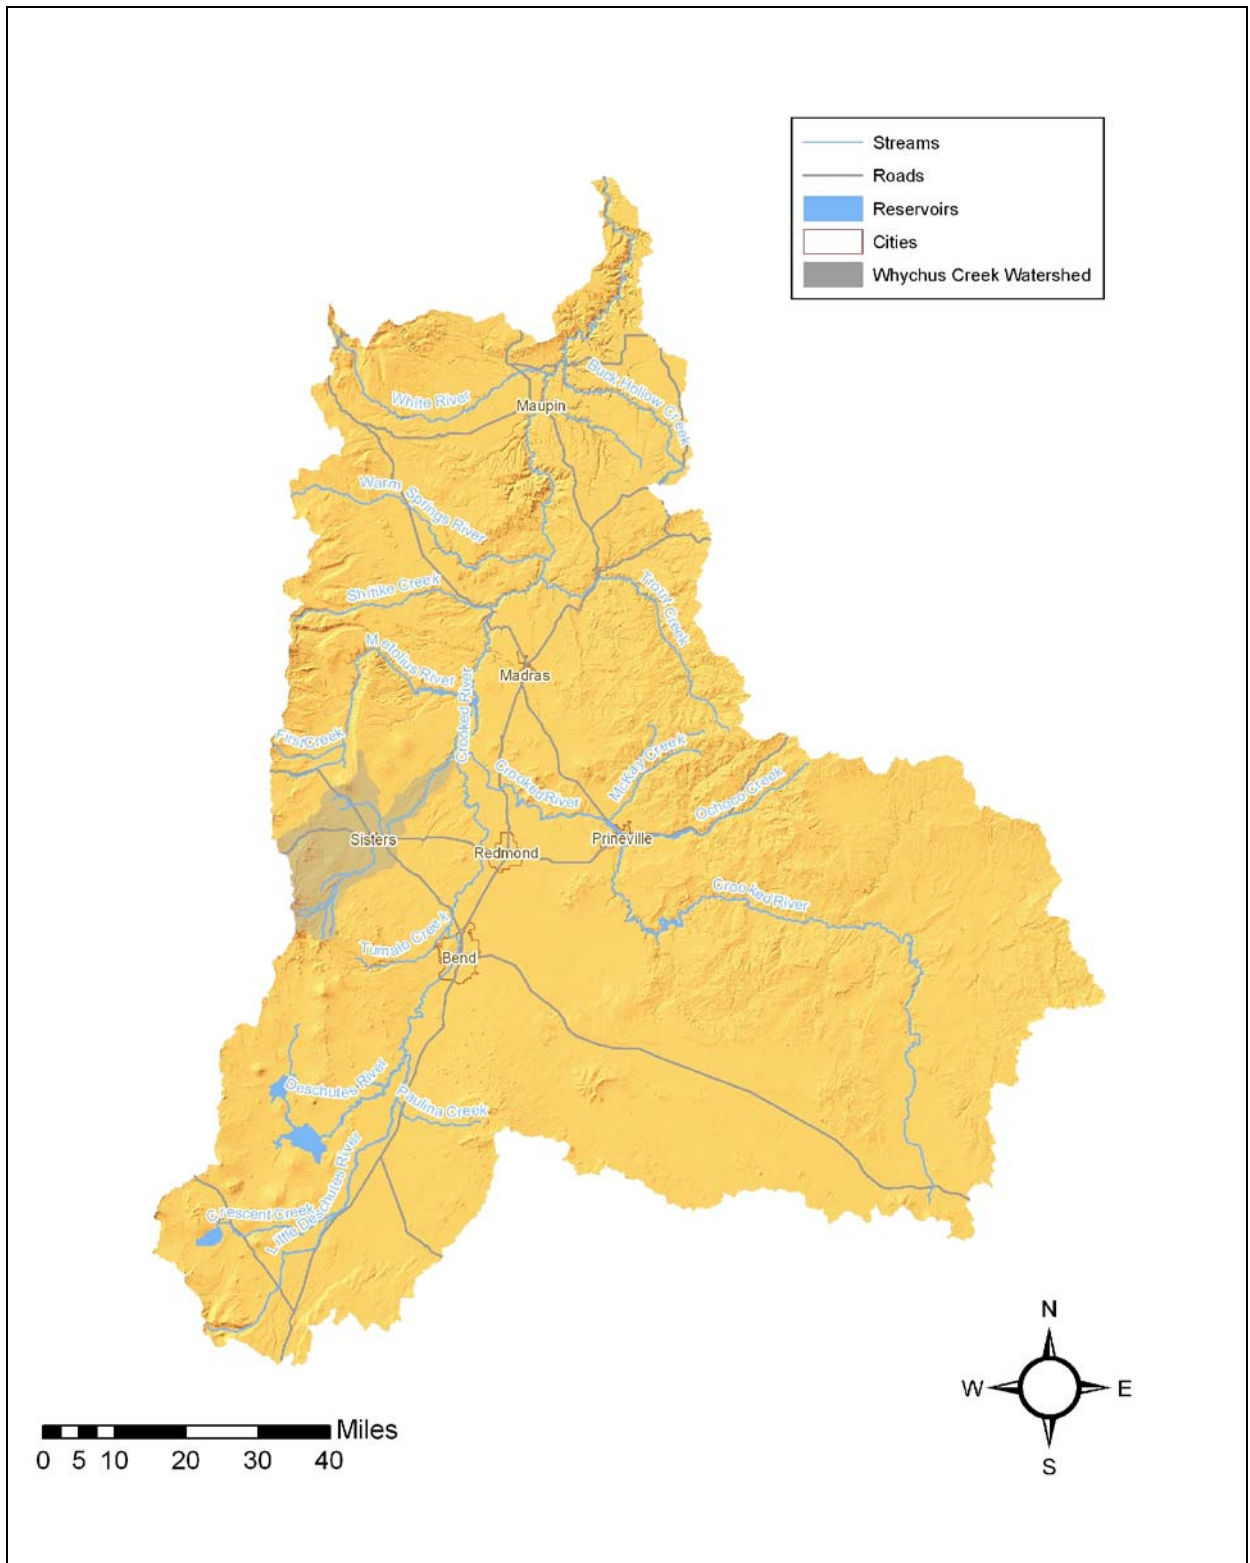 Streams
Roads
Reservoirs
Cities
Whychus Creek Watershed
Buck Hollow Creek
White River
Maupin
Warm Springs River
Shitike Creek
Trout Creek
Metolius River
Madras
Crooked River
First Creek
Crooked River
McKay Creek
Ochoco Creek
Sisters
Redmond
Prineville
Crooked River
Tumalo Creek
Bend
Deschutes River
Paulina Creek
Little Deschutes River
Crescent Creek
N
W E
S
Miles
0 5 10 20 30 40